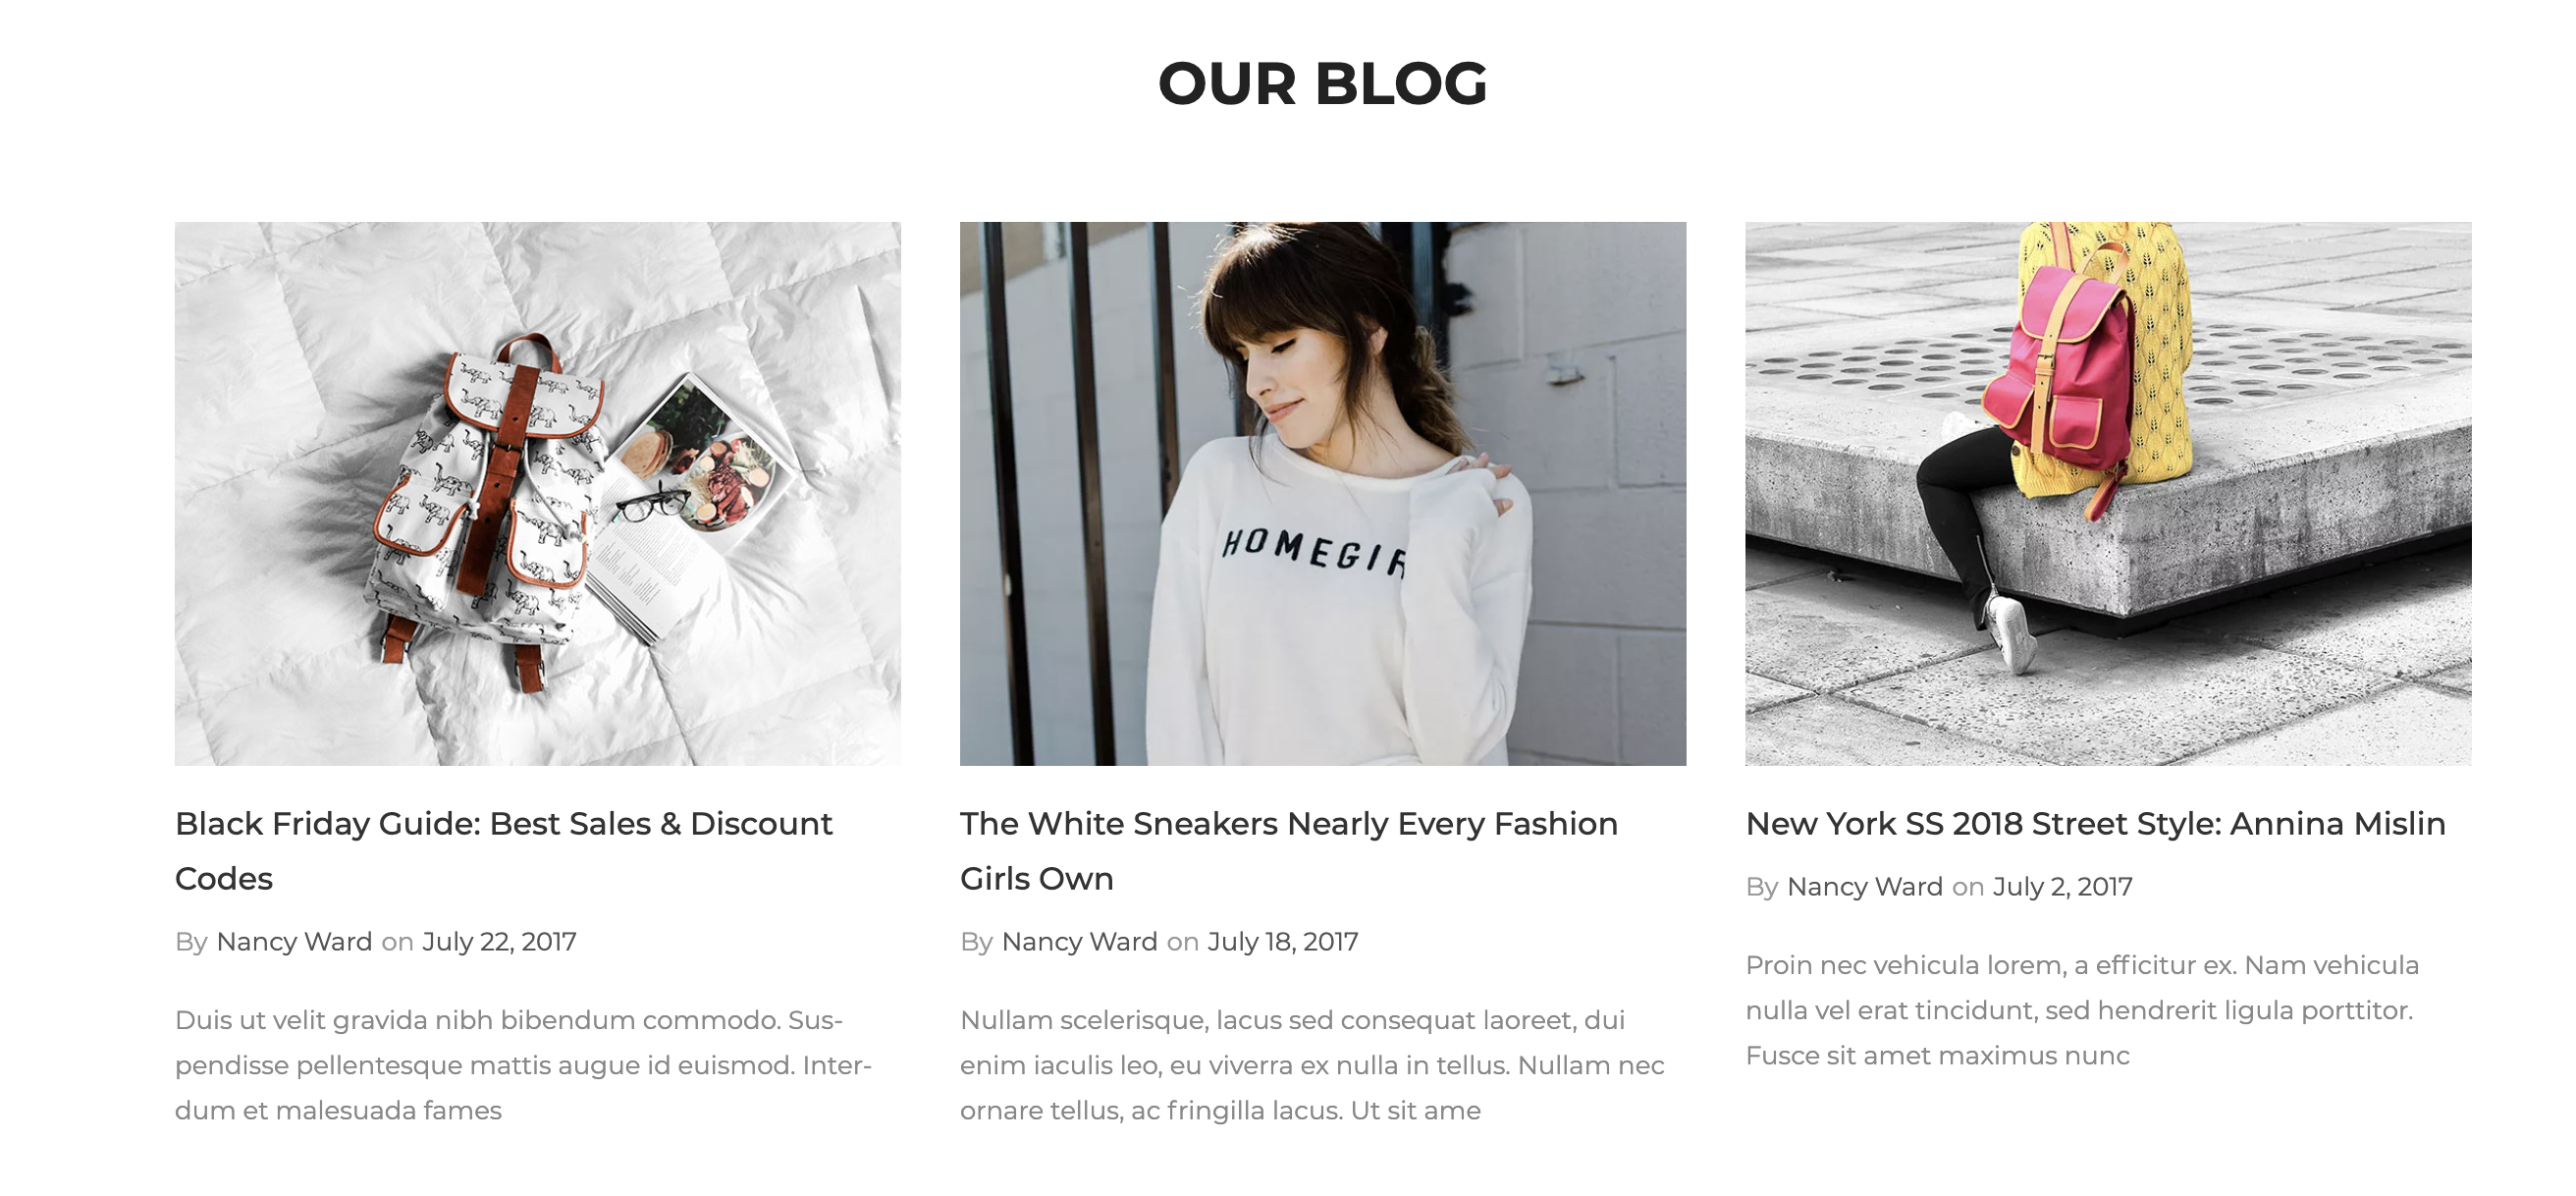 OUR BLOG
HOMEGIR
Black Friday Guide: Best Sales & Discount
Codes
By Nancy Ward on July 22, 2017
Duis ut velit gravida nibh bibendum commodo. Sus-
pendisse pellentesque mattis augue id euismod. Inter-
dum et malesuada fames
The White Sneakers Nearly Every Fashion
Girls Own
By Nancy Ward on July 18, 2017
Nullam scelerisque, lacus sed consequat laoreet, dui
enim iaculis leo, eu viverra ex nulla in tellus. Nullam nec
ornare tellus, ac fringilla lacus. Ut sit ame
New York SS 2018 Street Style: Annina Mislin
By Nancy Ward on July 2, 2017
Proin nec vehicula lorem, a efficitur ex. Nam vehicula
nulla vel erat tincidunt, sed hendrerit ligula porttitor.
Fusce sit amet maximus nunc